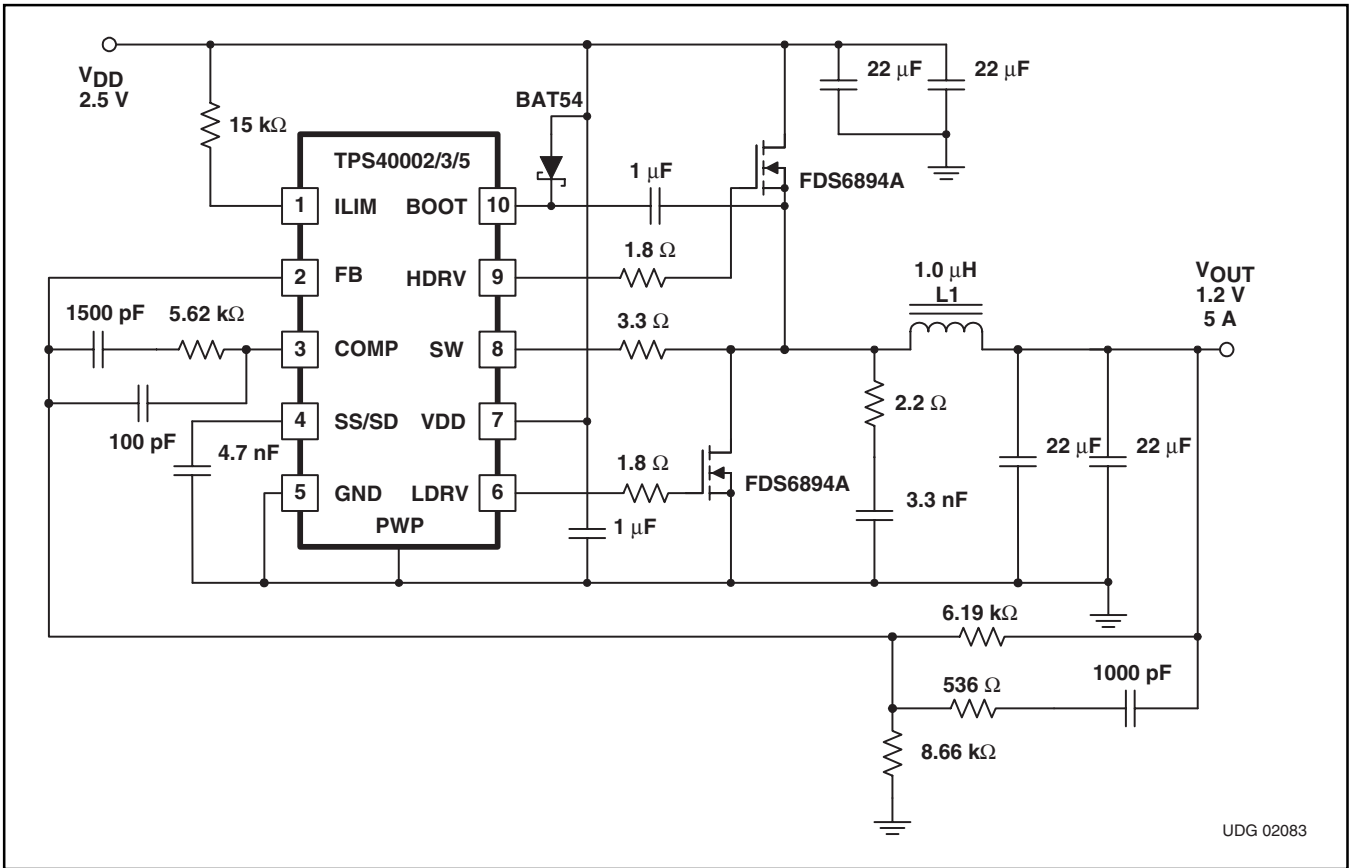 VDD
2.5 V
15 kΩ
BAT54
22 µF
22 µF
TPS40002/3/5
1 µF
FDS6894A
1 ILIM BOOT 10
1.8 Ω
2 FB HDRV 9
1.0 µH
L1
VOUT
1.2 V
5 A
1500 pF
5.62 kΩ
3.3 Ω
3 COMP SW 8
2.2 Ω
100 pF
4 SS/SD VDD 7
4.7 nF
1.8 Ω
22 µF
22 µF
FDS6894A
5 GND LDRV 6
3.3 nF
PWP
1 µF
6.19 kΩ
1000 pF
536 Ω
8.66 kΩ
UDG 02083